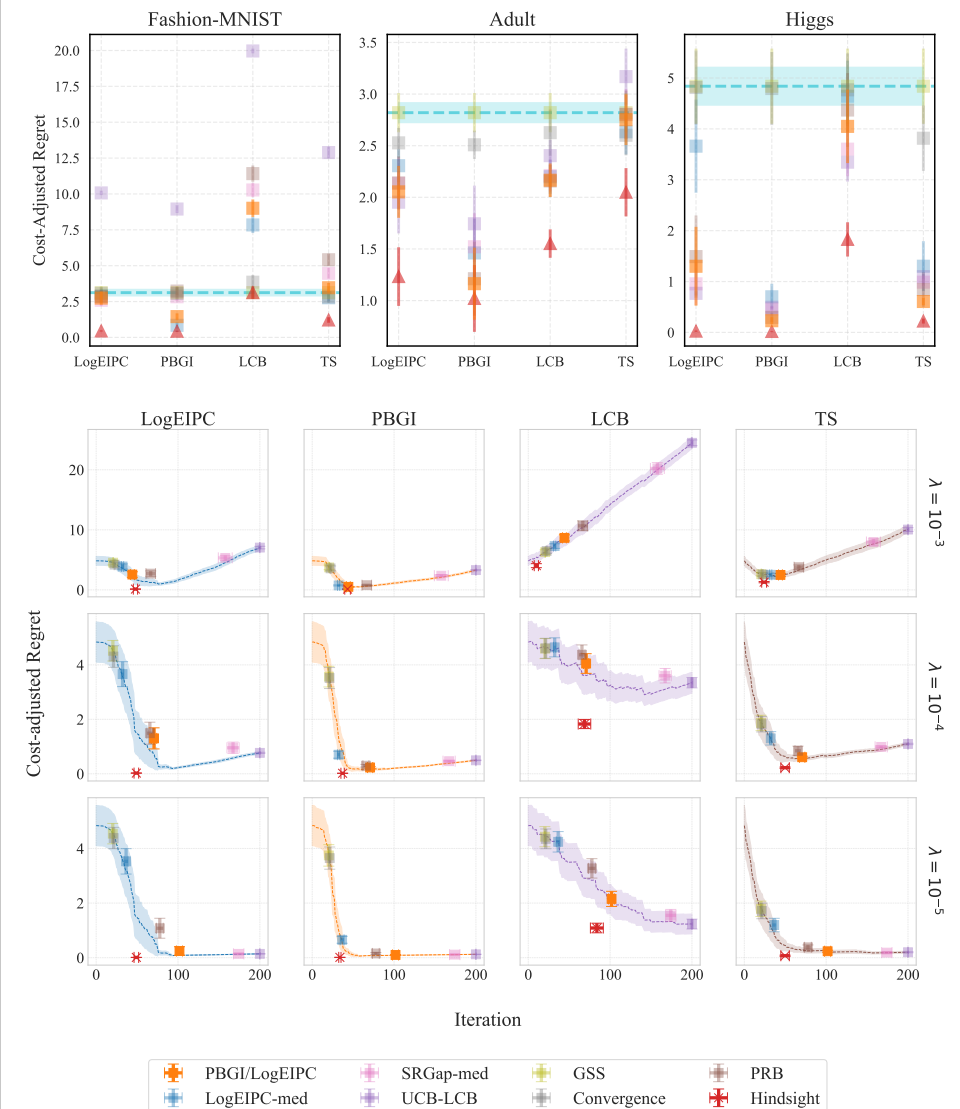 Fashion-MNIST
Adult
Higgs
Cost-Adjusted Regret
20.0
17.5
15.0
12.5
10.0
7.5
5.0
2.5
0.0
3.5
3.0
2.5
2.0
1.5
1.0
5
4
3
2
1
0
LogEIPC PBGI LCB TS
LogEIPC PBGI LCB TS
LogEIPC PBGI LCB TS
LogEIPC
PBGI
LCB
TS
Cost-adjusted Regret
20
10
0
λ = 10⁻³
4
2
0
λ = 10⁻⁴
4
2
0
λ = 10⁻⁵
0 100 200
0 100 200
0 100 200
0 100 200
Iteration
PBGI/LogEIPC SRGap-med GSS PRB
LogEIPC-med UCB-LCB Convergence Hindsight